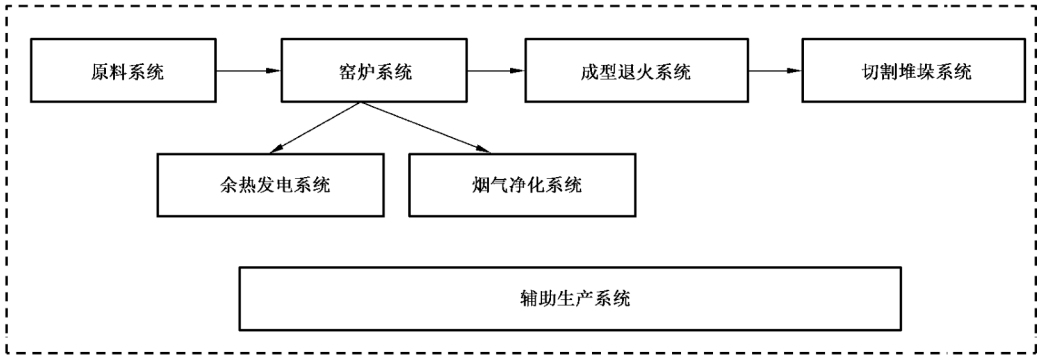 原料系统
窑炉系统
成型退火系统
切割堆垛系统
余热发电系统
烟气净化系统
辅助生产系统